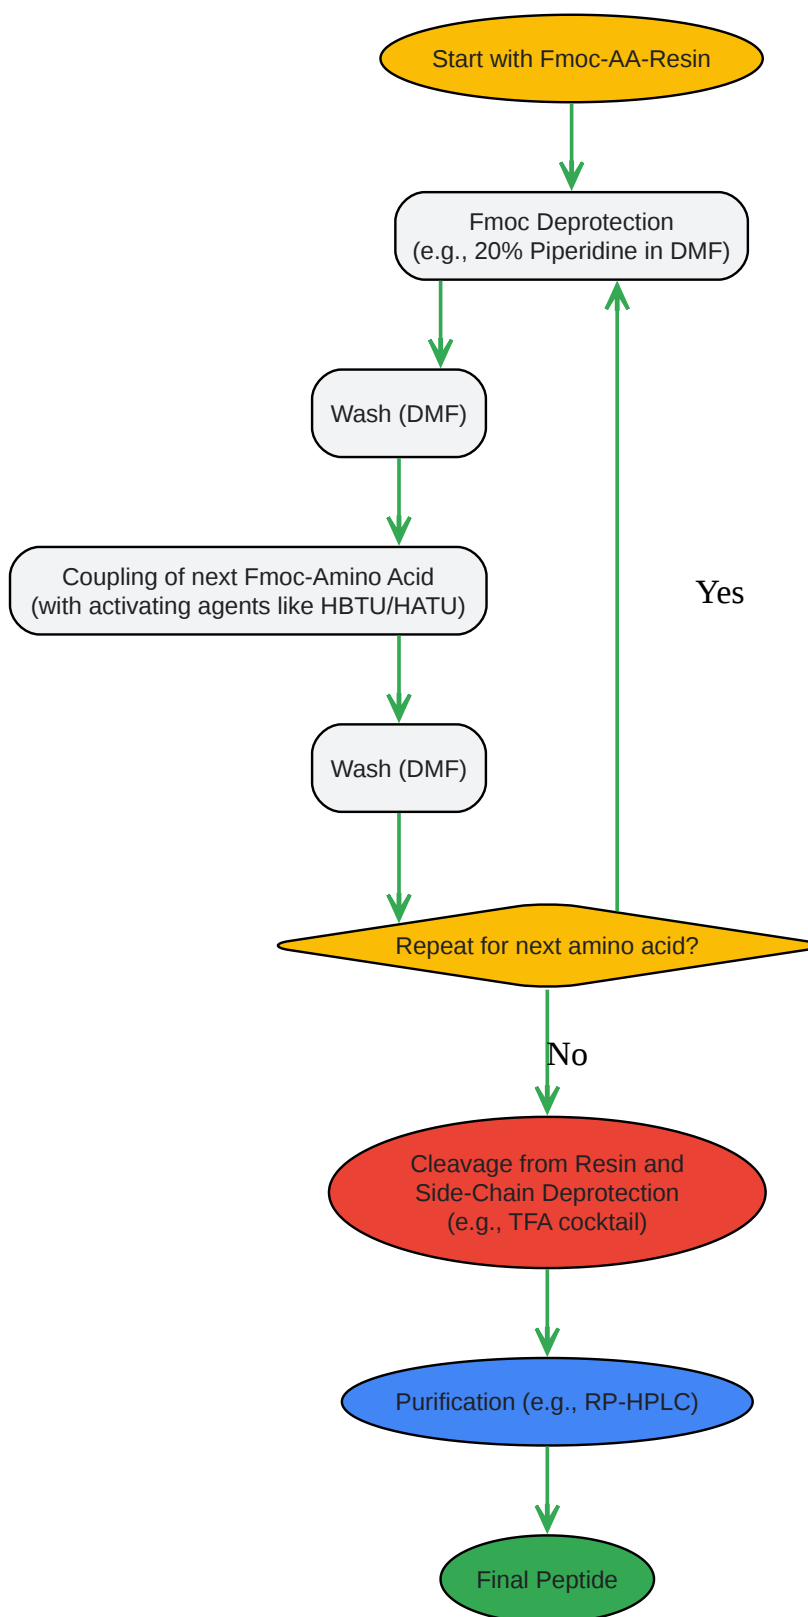 Start with Fmoc-AA-Resin
Fmoc Deprotection
(e.g., 20% Piperidine in DMF)
Wash (DMF)
Coupling of next Fmoc-Amino Acid
(with activating agents like HBTU/HATU)
Yes
Wash (DMF)
Repeat for next amino acid?
No
Cleavage from Resin and
Side-Chain Deprotection
(e.g., TFA cocktail)
Purification (e.g., RP-HPLC)
Final Peptide